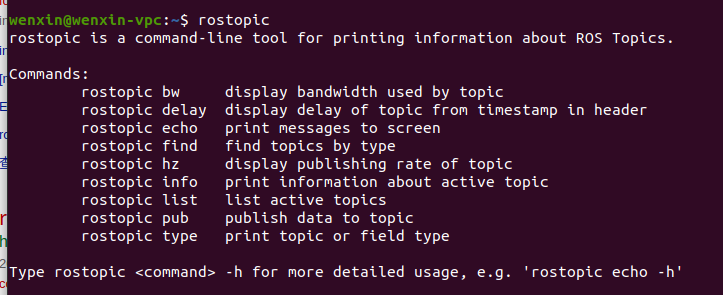 wenxin@wenxin-vpc:~$ rostopic
rostopic is a command-line tool for printing information about ROS Topics.

Commands:
        rostopic bw     display bandwidth used by topic
        rostopic delay  display delay of topic from timestamp in header
        rostopic echo   print messages to screen
        rostopic find   find topics by type
        rostopic hz     display publishing rate of topic
        rostopic info   print information about active topic
        rostopic list   list active topics
        rostopic pub    publish data to topic
        rostopic type   print topic or field type

Type rostopic <command> -h for more detailed usage, e.g. 'rostopic echo -h'